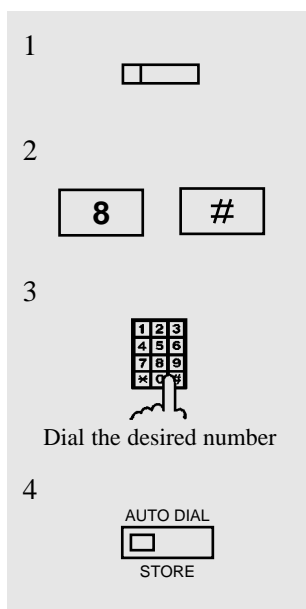 1
2
8 #
3
1 2 3
4 5 6
7 8 9
* 0 #
Dial the desired number
4
AUTO DIAL
STORE